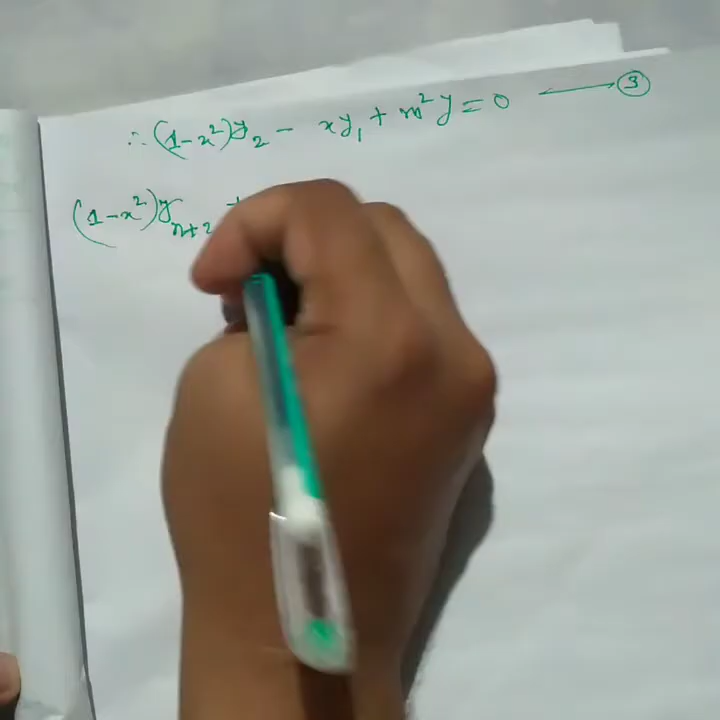 ∴ (1-x²)y₂ - xy₁ + m²y = 0 ⟶ ③
(1-x²)yₙ₊₂ +